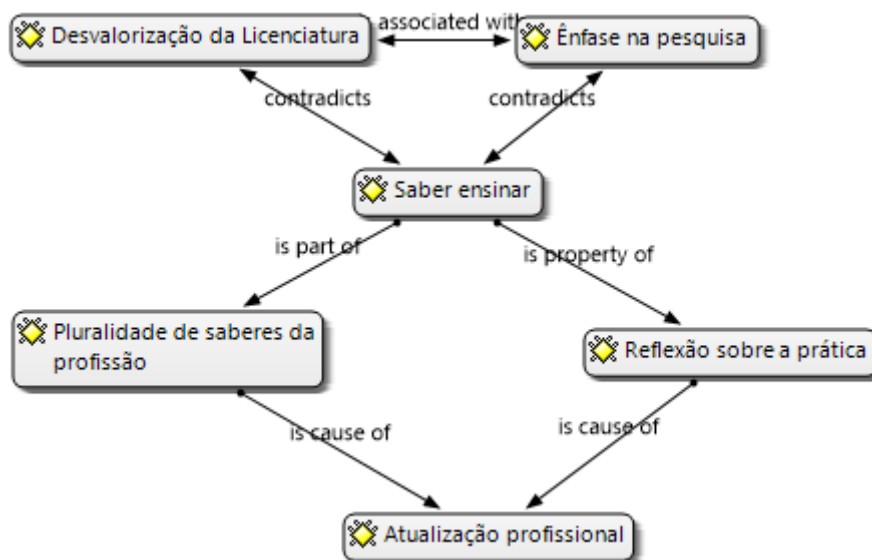 is associated with
Desvalorização da Licenciatura
Ênfase na pesquisa
contradicts
contradicts
Saber ensinar
is part of
is property of
Pluralidade de saberes da
profissão
Reflexão sobre a prática
is cause of
is cause of
Atualização profissional